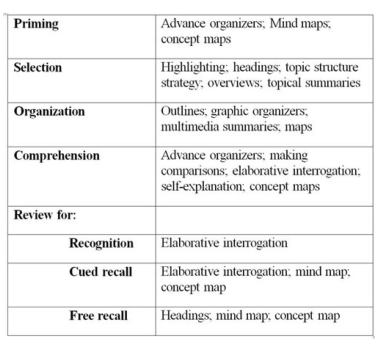 Priming
Advance organizers; Mind maps;
concept maps
Selection
Highlighting; headings; topic structure
strategy; overviews; topical summaries
Organization
Outlines; graphic organizers;
multimedia summaries; maps
Comprehension
Advance organizers; making
comparisons; elaborative interrogation;
self-explanation; concept maps
Review for:
Recognition
Elaborative interrogation
Cued recall
Elaborative interrogation; mind map;
concept map
Free recall
Headings; mind map; concept map